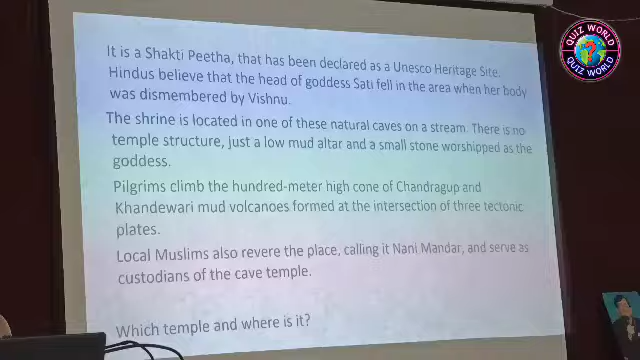 QUIZ WORLD
QUIZ WORLD
It is a Shakti Peetha, that has been declared as a Unesco Heritage Site.
Hindus believe that the head of goddess Sati fell in the area when her body
was dismembered by Vishnu.
The shrine is located in one of these natural caves on a stream. There is no
temple structure, just a low mud altar and a small stone worshipped as the
goddess.
Pilgrims climb the hundred-meter high cone of Chandragup and
Khandewari mud volcanoes formed at the intersection of three tectonic
plates.
Local Muslims also revere the place, calling it Nani Mandar, and serve as
custodians of the cave temple.
Which temple and where is it?